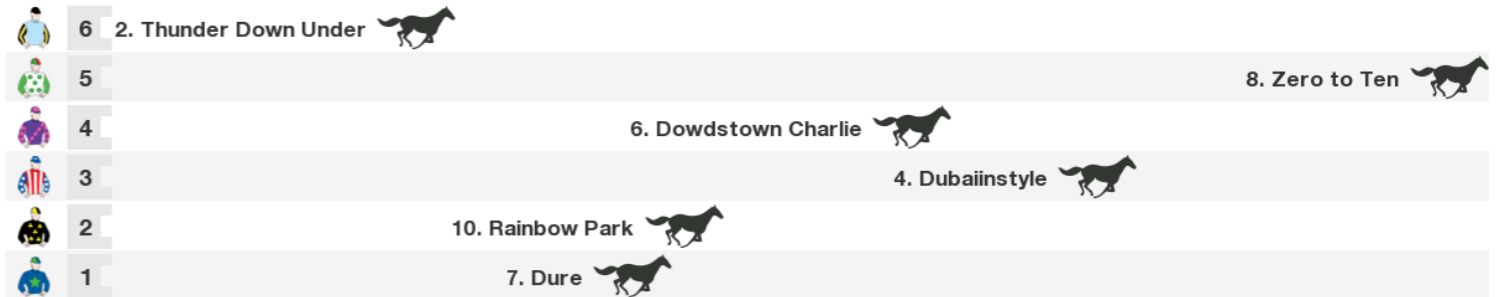 6 2. Thunder Down Under
5 8. Zero to Ten
4 6. Dowdstown Charlie
3 4. Dubaiinstyle
2 10. Rainbow Park
1 7. Dure